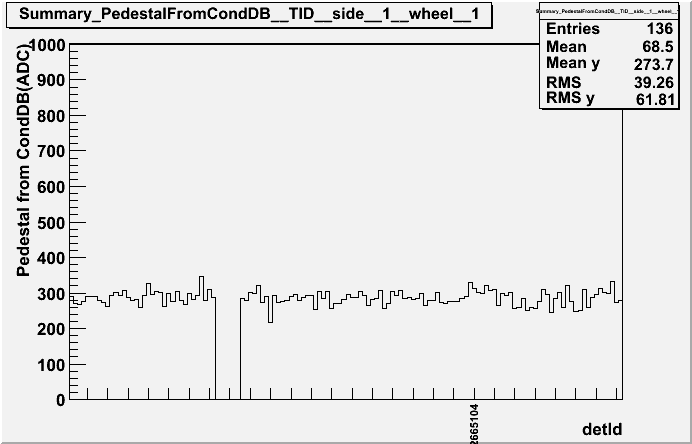 Summary_PedestalFromCondDB__TID__side__1__wheel__1
Summary_PedestalFromCondDB__TID__side__1__wheel__1
Entries 136
Mean 68.5
Mean y 273.7
RMS 39.26
RMS y 61.81
Pedestal from CondDB(ADC)
1000
900
800
700
600
500
400
300
200
100
0
detId